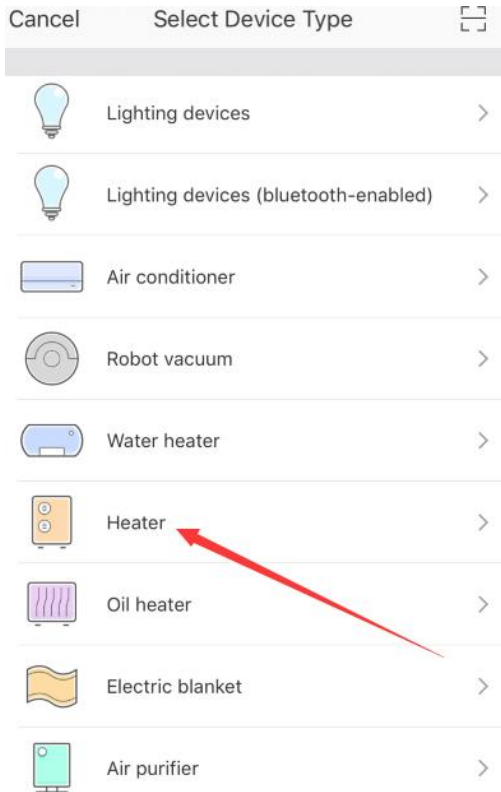 Cancel Select Device Type
Lighting devices
Lighting devices (bluetooth-enabled)
Air conditioner
Robot vacuum
Water heater
Heater
Oil heater
Electric blanket
Air purifier